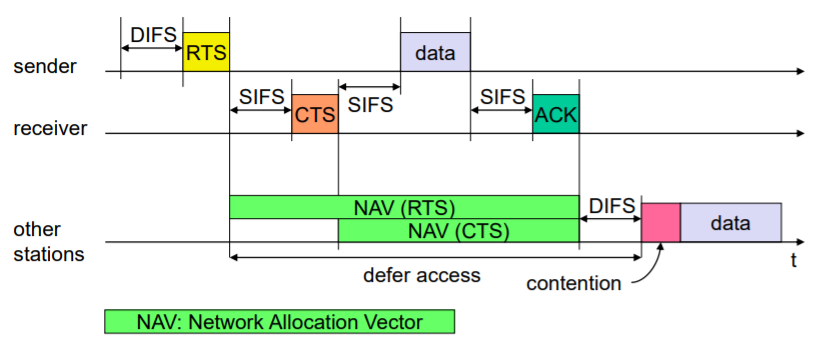 DIFS
RTS
data
sender
SIFS
SIFS
SIFS
CTS
ACK
receiver
NAV (RTS)
DIFS
NAV (CTS)
data
other
stations
t
defer access
contention
NAV: Network Allocation Vector